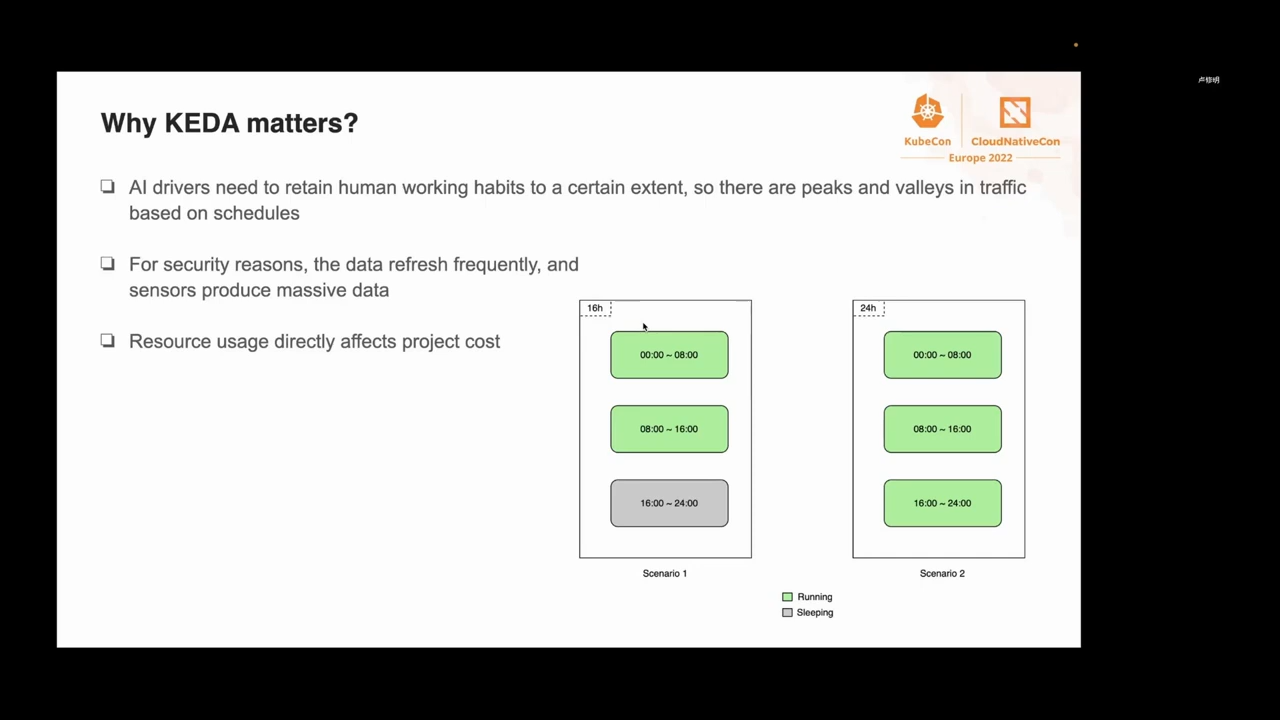 卢修明
KubeCon
CloudNativeCon
Europe 2022
Why KEDA matters?
❏ AI drivers need to retain human working habits to a certain extent, so there are peaks and valleys in traffic
based on schedules
❏ For security reasons, the data refresh frequently, and
sensors produce massive data
❏ Resource usage directly affects project cost
16h
00:00 ~ 08:00
08:00 ~ 16:00
16:00 ~ 24:00
Scenario 1
24h
00:00 ~ 08:00
08:00 ~ 16:00
16:00 ~ 24:00
Scenario 2
Running
Sleeping